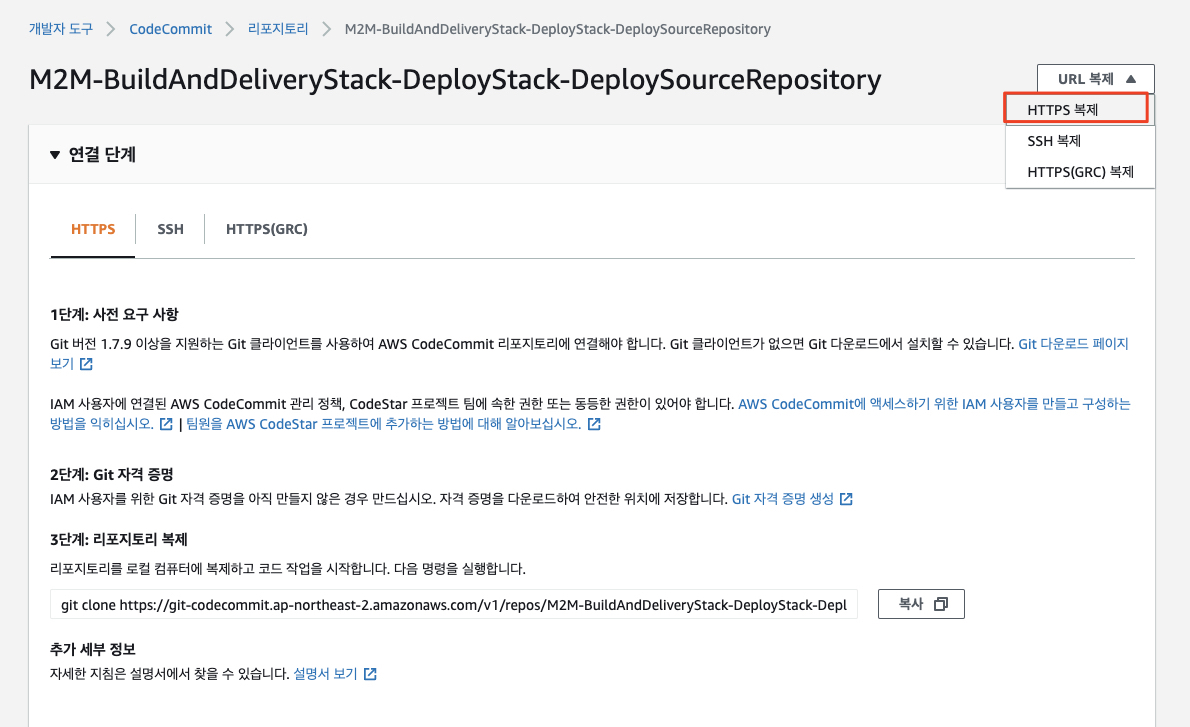 개발자 도구 > CodeCommit > 리포지토리 > M2M-BuildAndDeliveryStack-DeployStack-DeploySourceRepository
M2M-BuildAndDeliveryStack-DeployStack-DeploySourceRepository
URL 복제 ▲
HTTPS 복제
SSH 복제
HTTPS(GRC) 복제
▼ 연결 단계
HTTPS SSH HTTPS(GRC)
1단계: 사전 요구 사항
Git 버전 1.7.9 이상을 지원하는 Git 클라이언트를 사용하여 AWS CodeCommit 리포지토리에 연결해야 합니다. Git 클라이언트가 없으면 Git 다운로드에서 설치할 수 있습니다. Git 다운로드 페이지
보기
IAM 사용자에 연결된 AWS CodeCommit 관리 정책, CodeStar 프로젝트 팀에 속한 권한 또는 동등한 권한이 있어야 합니다. AWS CodeCommit에 액세스하기 위한 IAM 사용자를 만들고 구성하는
방법을 익히십시오. | 팀원을 AWS CodeStar 프로젝트에 추가하는 방법에 대해 알아보십시오.
2단계: Git 자격 증명
IAM 사용자를 위한 Git 자격 증명을 아직 만들지 않은 경우 만드십시오. 자격 증명을 다운로드하여 안전한 위치에 저장합니다. Git 자격 증명 생성
3단계: 리포지토리 복제
리포지토리를 로컬 컴퓨터에 복제하고 코드 작업을 시작합니다. 다음 명령을 실행합니다.
git clone https://git-codecommit.ap-northeast-2.amazonaws.com/v1/repos/M2M-BuildAndDeliveryStack-DeployStack-Depl
복사
추가 세부 정보
자세한 지침은 설명서에서 찾을 수 있습니다. 설명서 보기